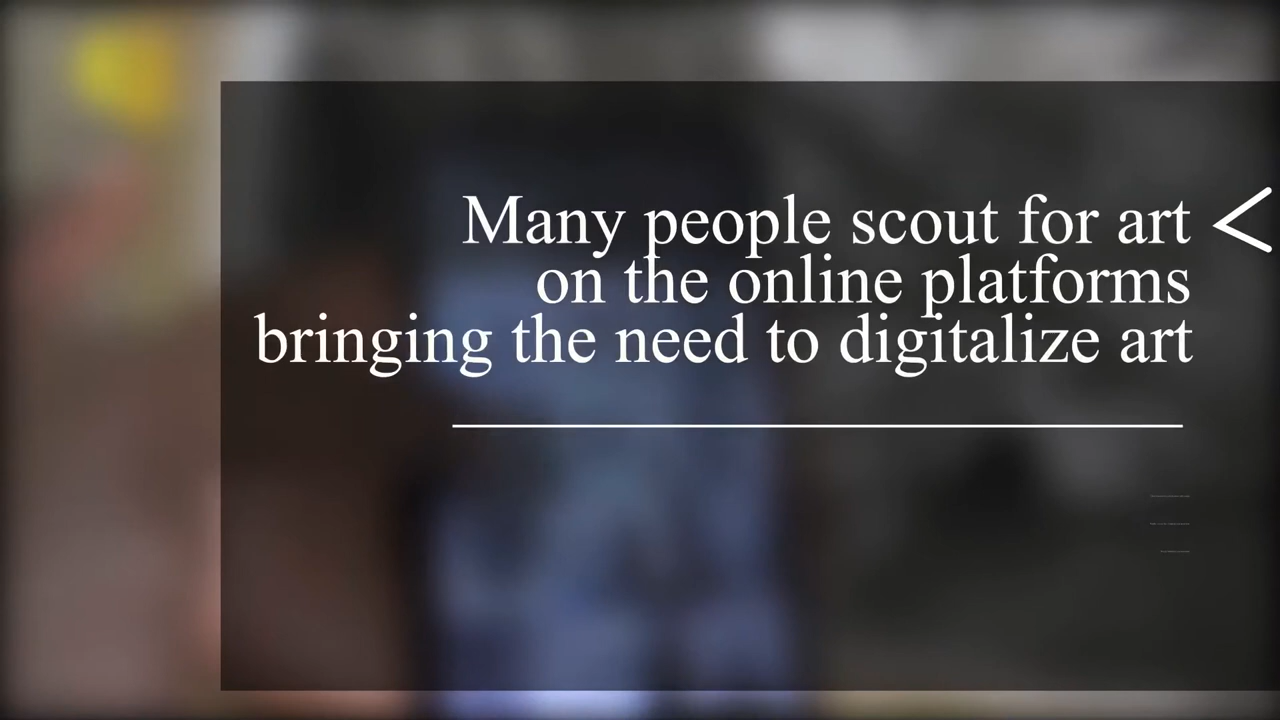 Many people scout for art
on the online platforms
bringing the need to digitalize art